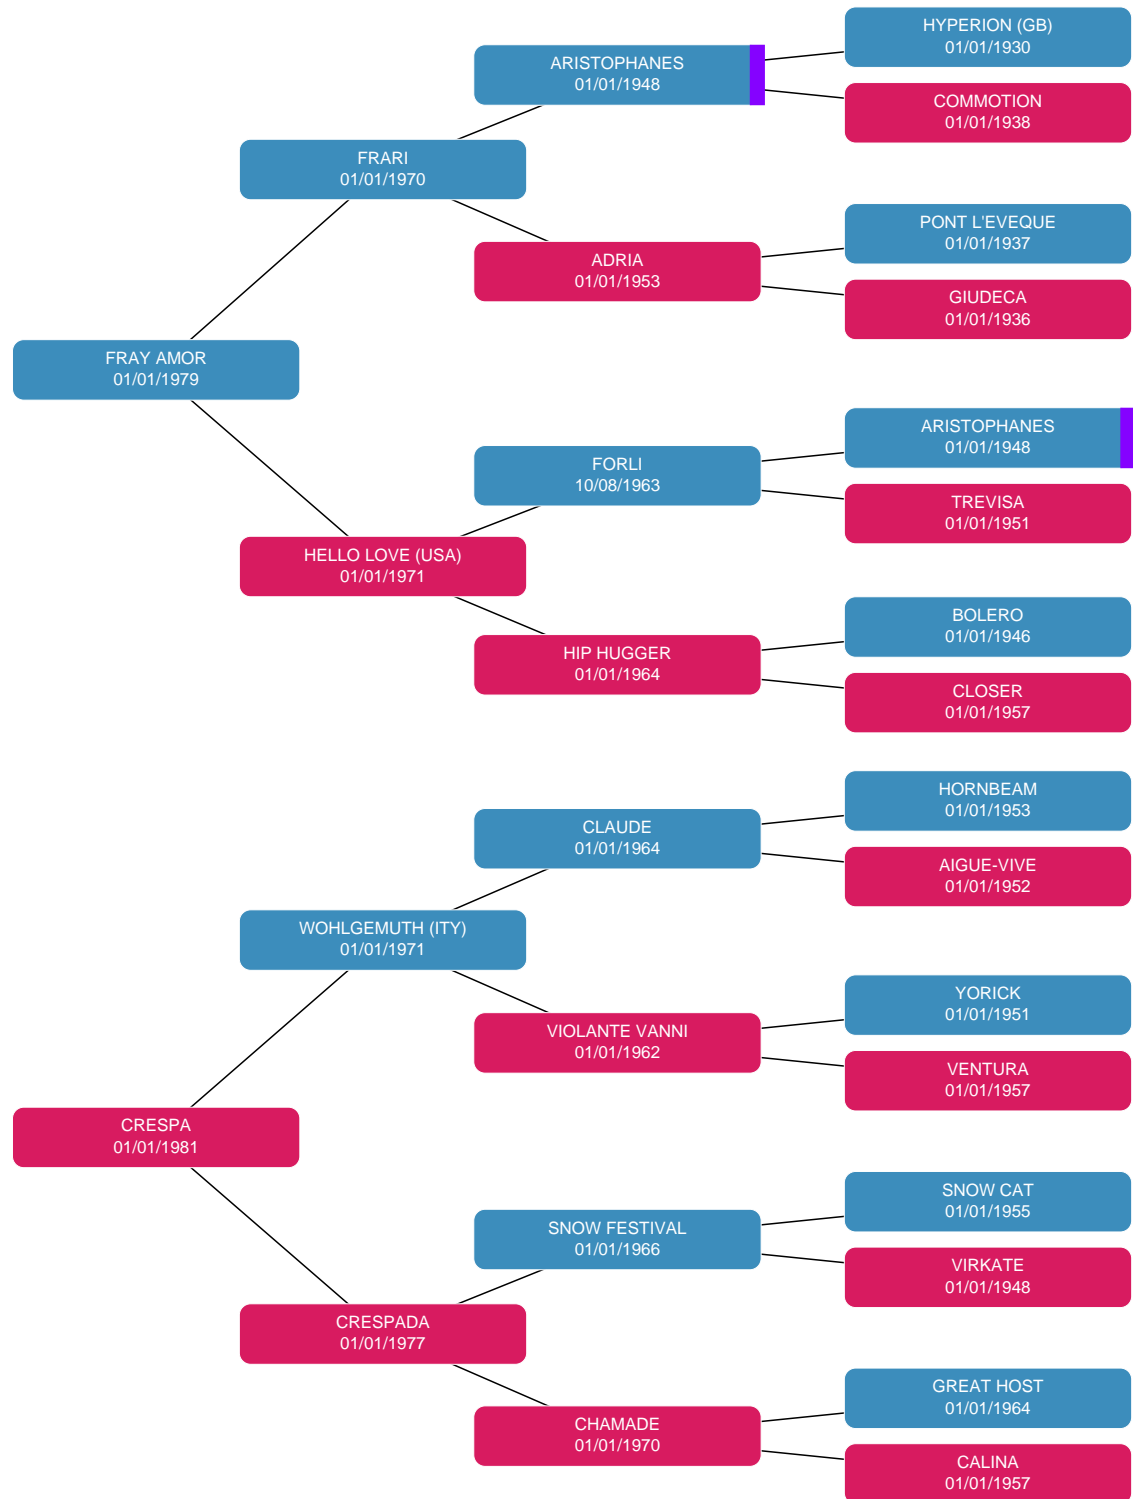 HYPERION (GB)
01/01/1930
ARISTOPHANES
01/01/1948
COMMOTION
01/01/1938
FRARI
01/01/1970
PONT L'EVEQUE
01/01/1937
ADRIA
01/01/1953
GIUDECA
01/01/1936
FRAY AMOR
01/01/1979
ARISTOPHANES
01/01/1948
FORLI
10/08/1963
TREVISA
01/01/1951
HELLO LOVE (USA)
01/01/1971
BOLERO
01/01/1946
HIP HUGGER
01/01/1964
CLOSER
01/01/1957
HORNBEAM
01/01/1953
CLAUDE
01/01/1964
AIGUE-VIVE
01/01/1952
WOHLGEMUTH (ITY)
01/01/1971
YORICK
01/01/1951
VIOLANTE VANNI
01/01/1962
VENTURA
01/01/1957
CRESPA
01/01/1981
SNOW CAT
01/01/1955
SNOW FESTIVAL
01/01/1966
VIRKATE
01/01/1948
CRESPADA
01/01/1977
GREAT HOST
01/01/1964
CHAMADE
01/01/1970
CALINA
01/01/1957